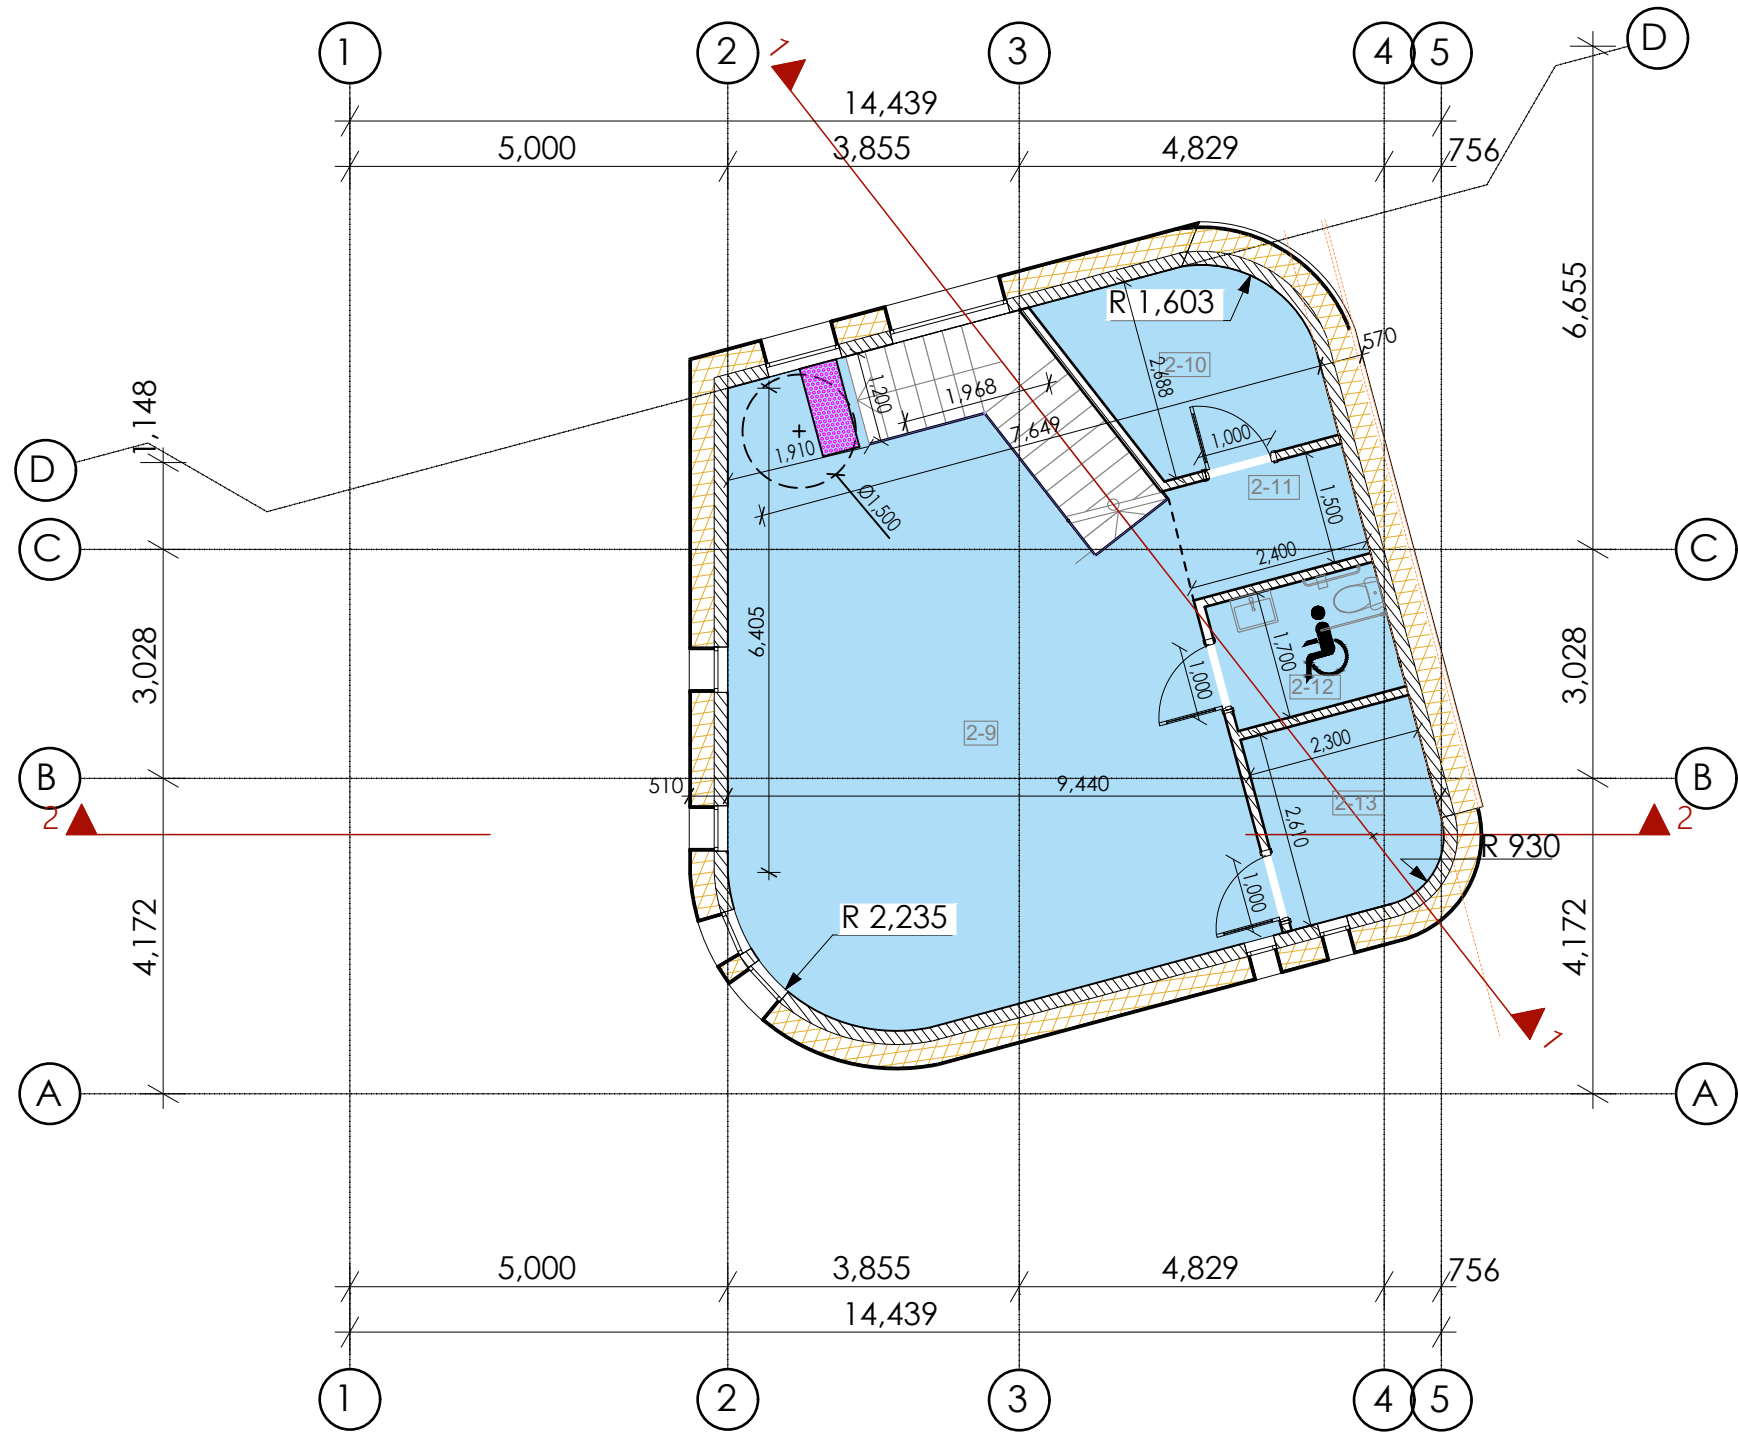 1 2 3 4 5 D
1
14,439
5,000 3,855 4,829 756
6,655
R 1,603
570
2-10
2,688
1,148
1,200
1,968
7,649
1,000
1,910
D
2-11
Ø1,500
1,500
C C
2,400
6,405
3,028 3,028
1,700
1,000
2-12
2-9
2,300
B 510 9,440 B
2 2-13 2
2,610
R 930
1,000
R 2,235
4,172 4,172
1
A A
5,000 3,855 4,829 756
14,439
1 2 3 4 5